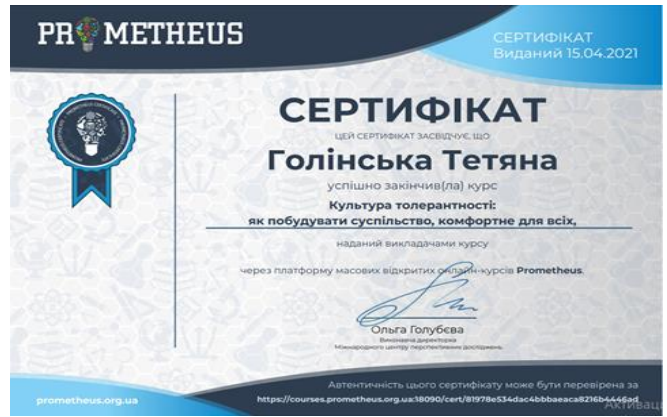 PROMETHEUS
СЕРТИФІКАТ
Виданий 15.04.2021
СЕРТИФІКАТ
ЦЕЙ СЕРТИФІКАТ ЗАСВІДЧУЄ, ЩО
Голінська Тетяна
успішно закінчив(ла) курс
Культура толерантності:
як побудувати суспільство, комфортне для всіх,
наданий викладачами курсу
через платформу масових відкритих онлайн-курсів Prometheus.
Ольга Голубєва
Виконавча директорка
Міжнародного центру перспективних досліджень
Автентичність цього сертифікату може бути перевірена за
prometheus.org.ua
https://courses.prometheus.org.ua:18090/cert/81978e534dac4bbbaeaca8216b4446ad
Активац